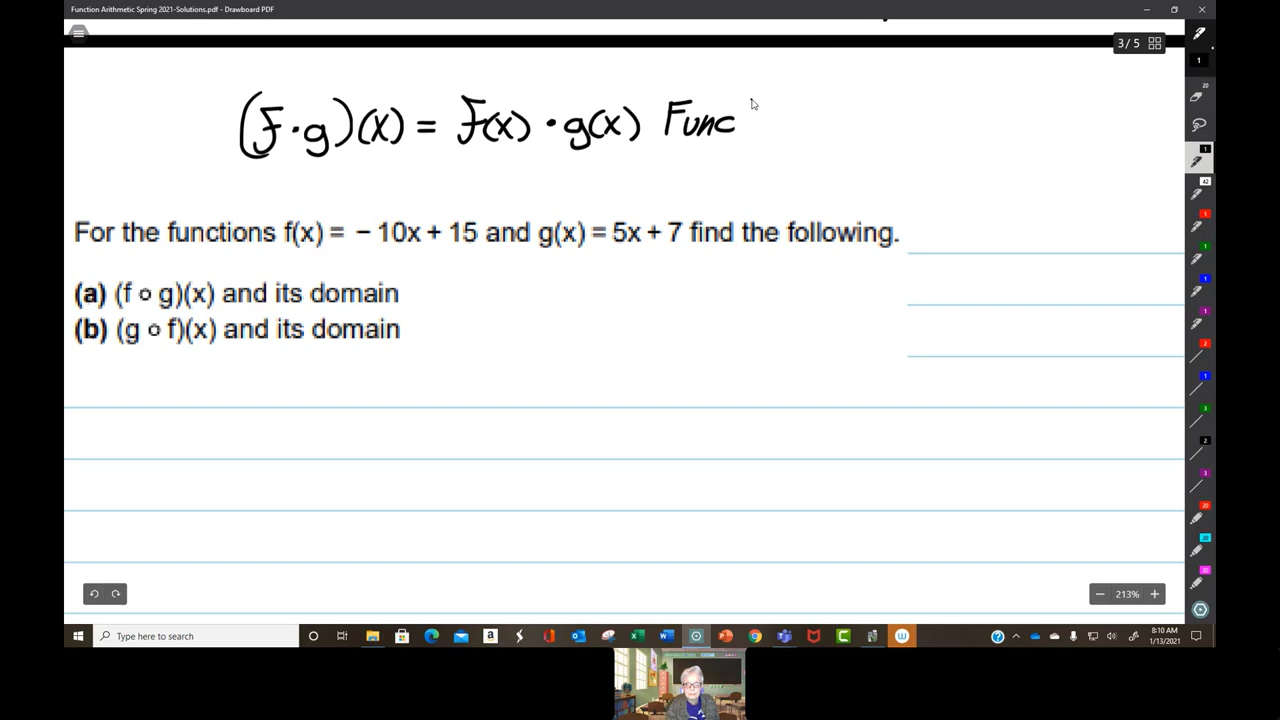 Function Arithmetic Spring 2021-Solutions.pdf - Drawboard PDF
3 / 5
(f · g)(x) = f(x) · g(x) Func
For the functions f(x) = − 10x + 15 and g(x) = 5x + 7 find the following.
(a) (f ∘ g)(x) and its domain
(b) (g ∘ f)(x) and its domain
213%
Type here to search
8:10 AM
1/13/2021